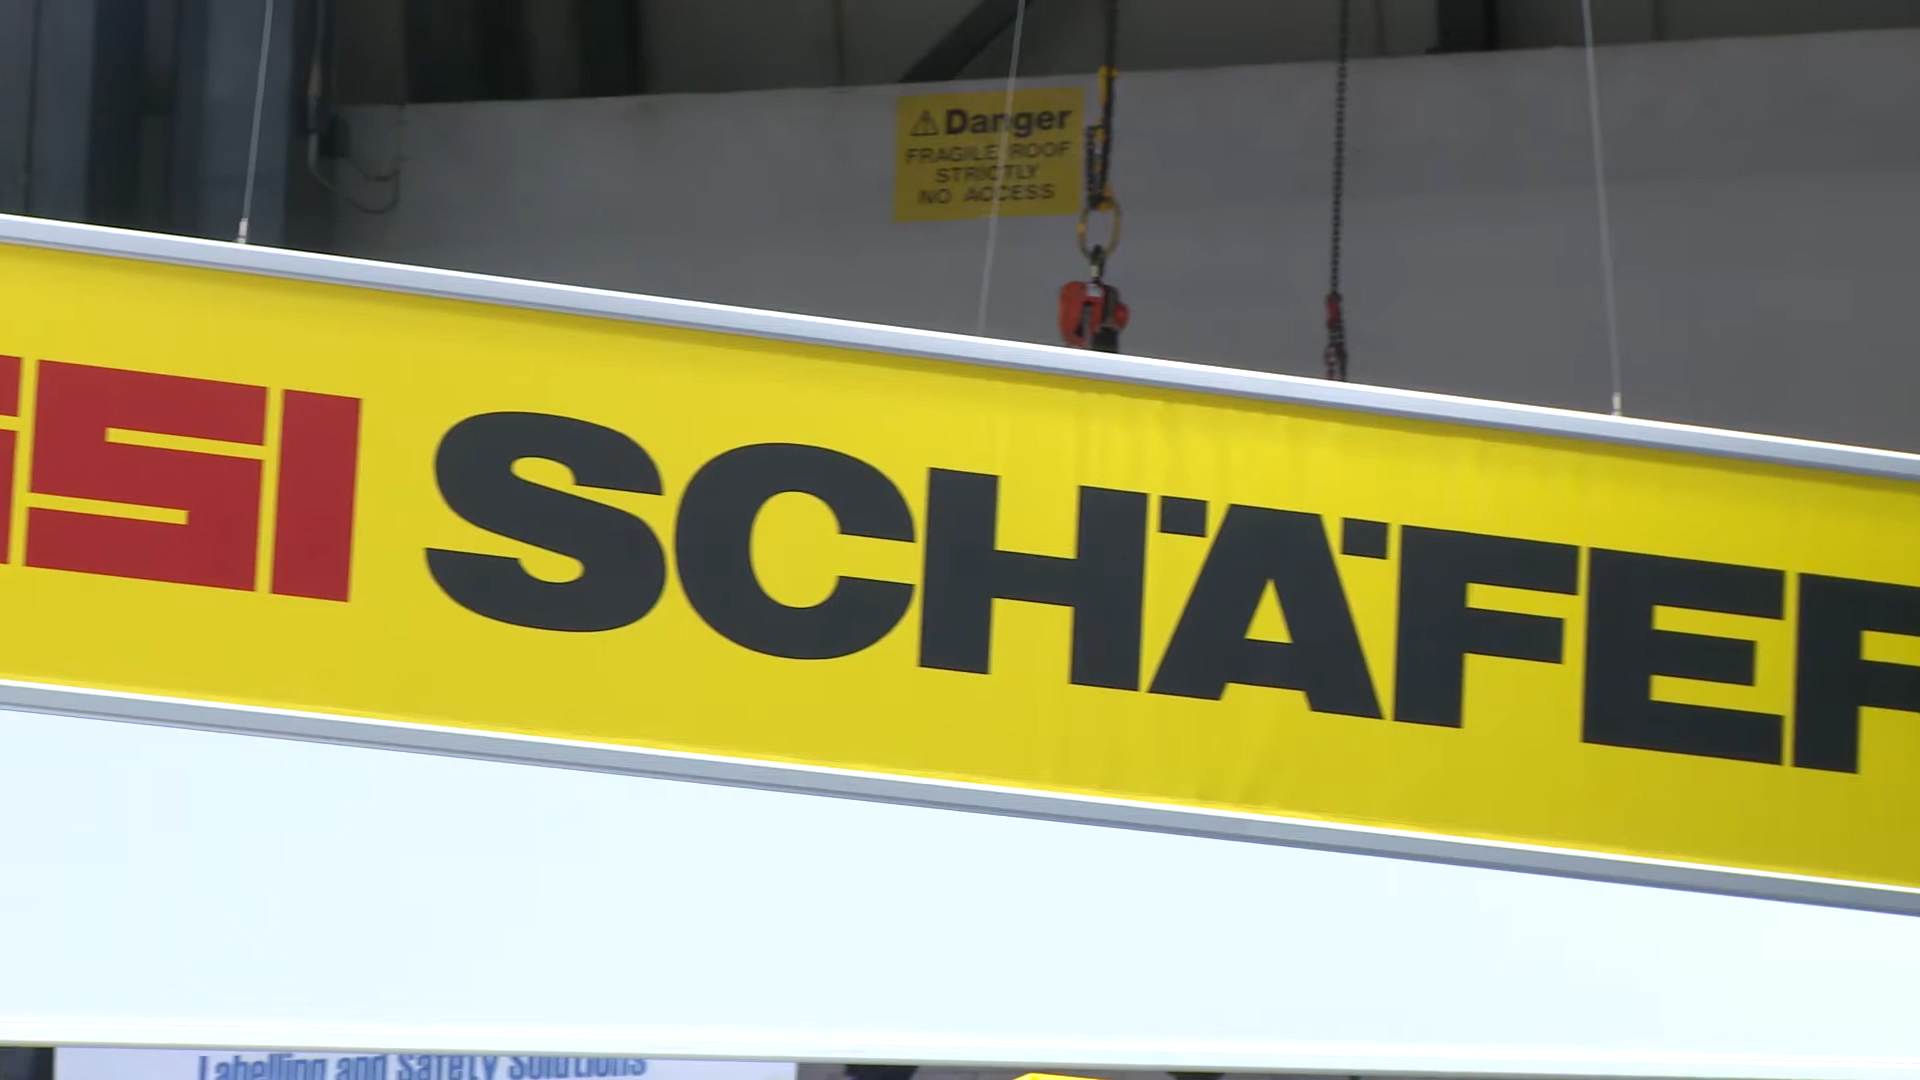 Danger
FRAGILE ROOF
STRICTLY
NO ACCESS
SSI SCHÄFER
Labelling and Safety Solutions